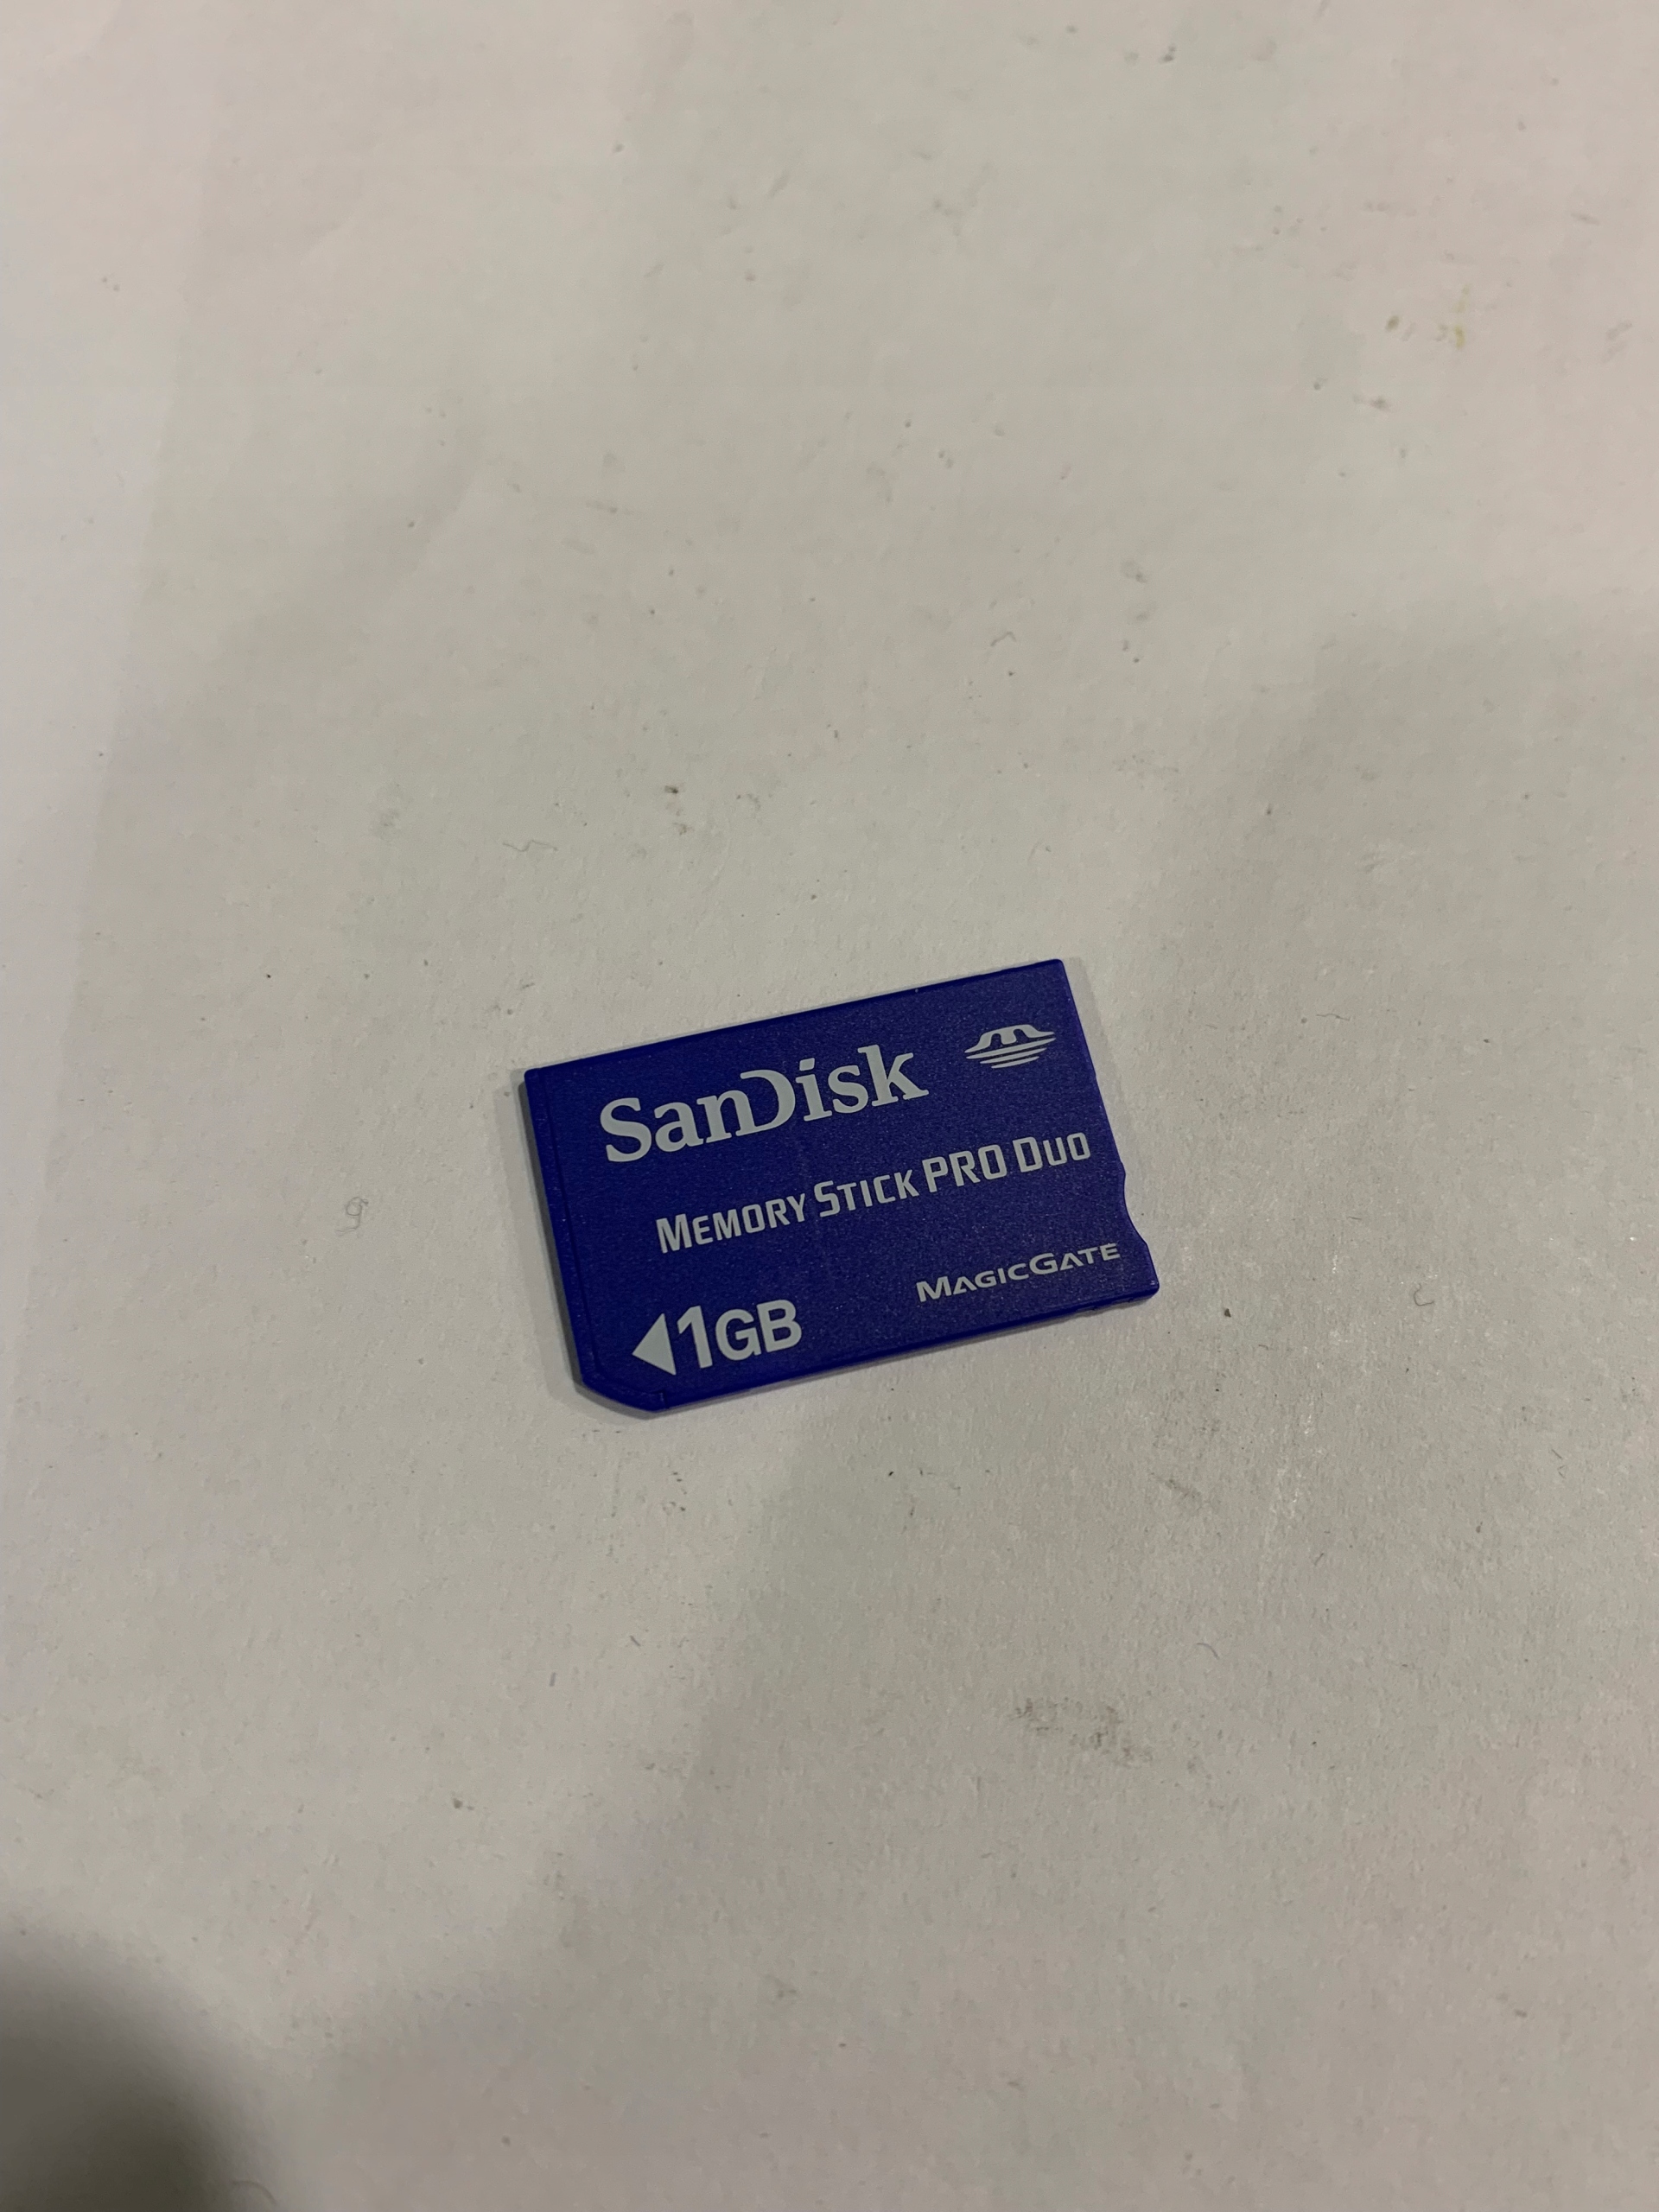 SanDisk
MEMORY STICK PRO DUO
MAGICGATE
1GB